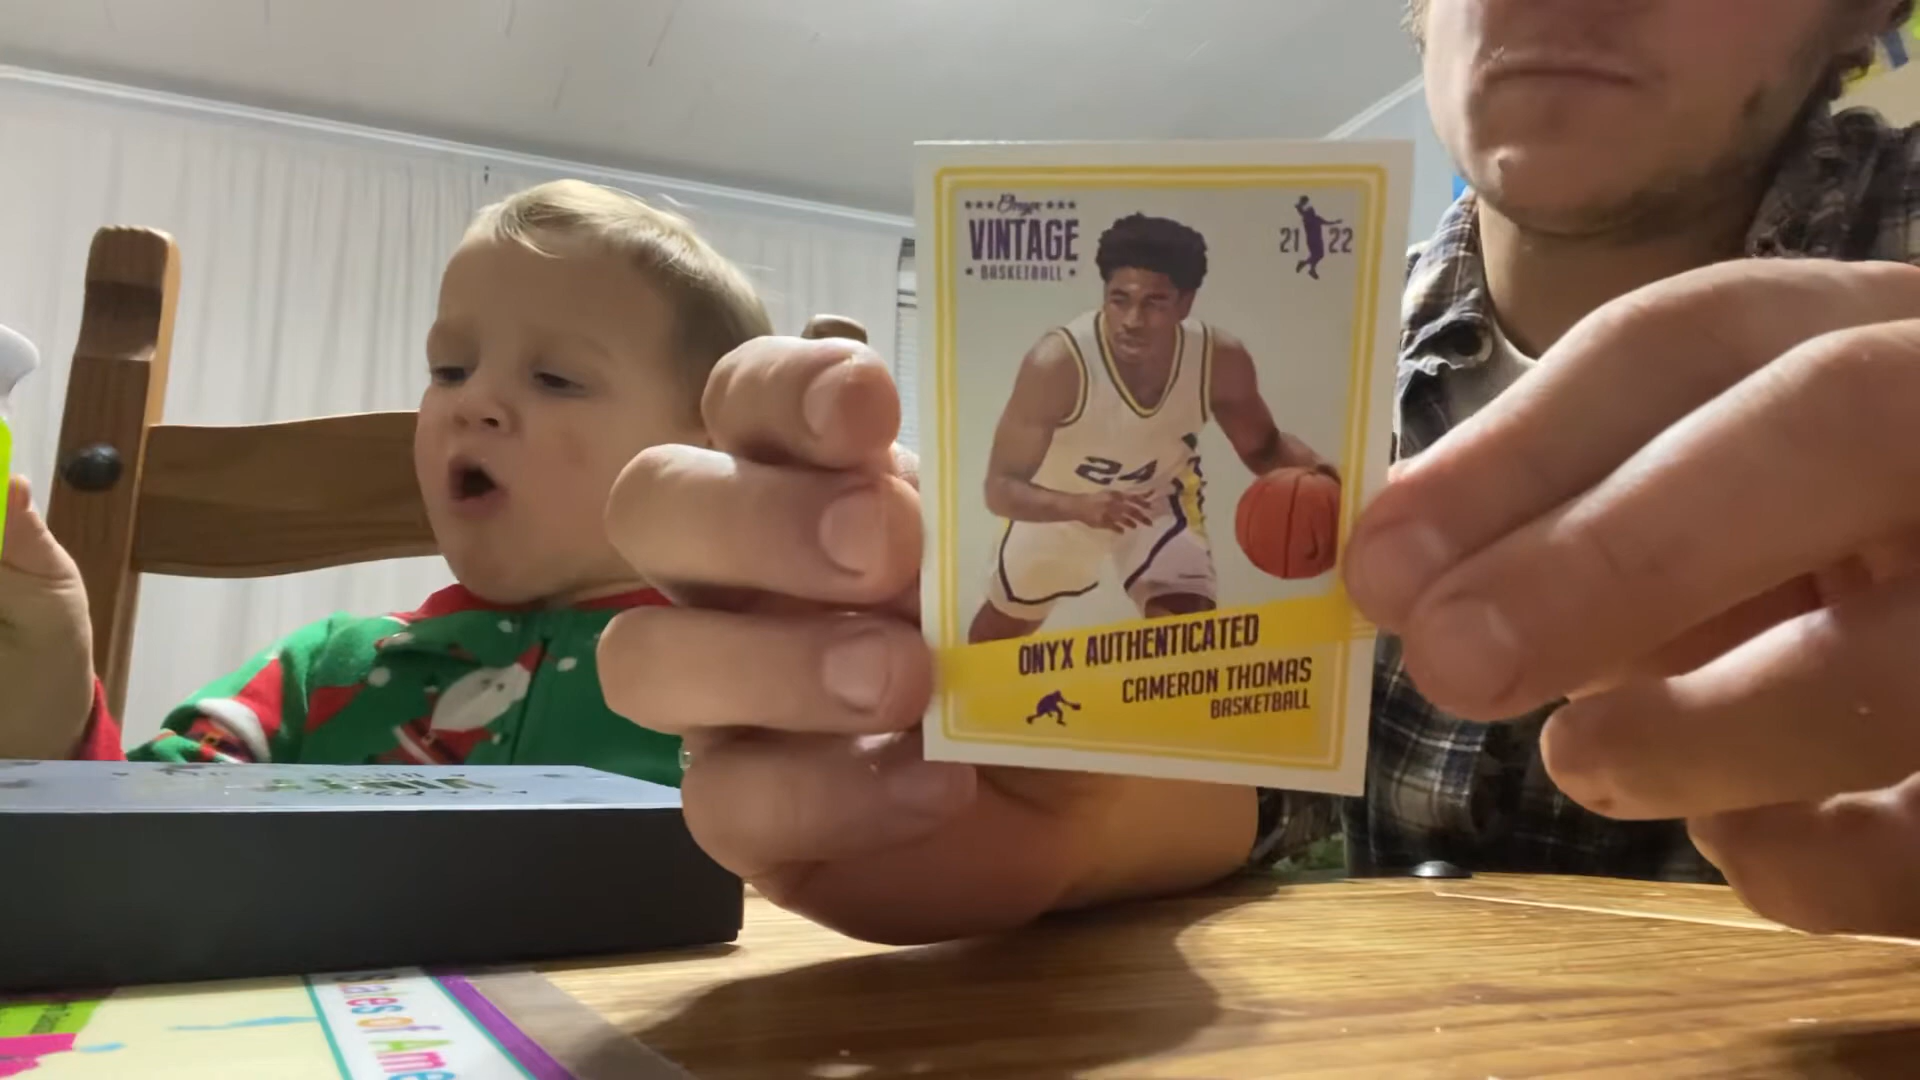 Onyx
VINTAGE
BASKETBALL
21 22
24
ONYX AUTHENTICATED
CAMERON THOMAS
BASKETBALL